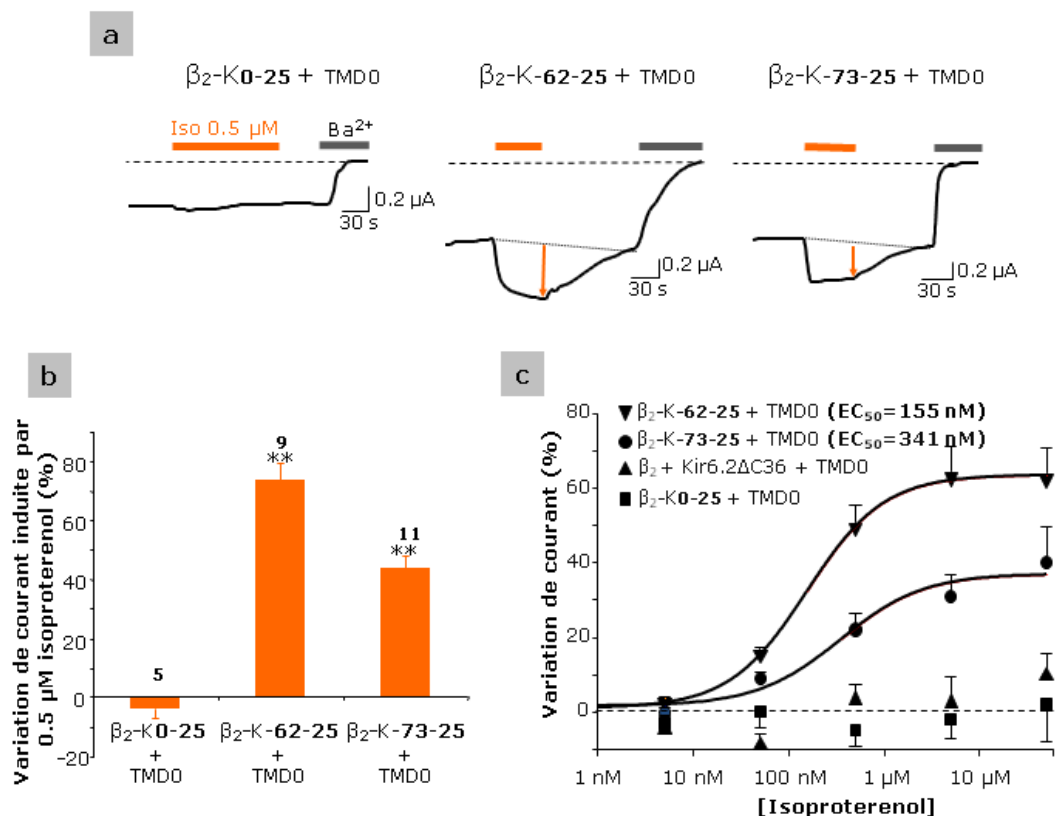 a
β₂-K0-25 + TMD0
β₂-K-62-25 + TMD0
β₂-K-73-25 + TMD0
Iso 0.5 µM
Ba²⁺
0.2 µA
30 s
0.2 µA
30 s
0.2 µA
30 s
b
Variation de courant induite par
0.5 µM isoproterenol (%)
80
60
40
20
0
-20
5
9
**
11
**
β₂-K0-25
+
TMD0
β₂-K-62-25
+
TMD0
β₂-K-73-25
+
TMD0
c
Variation de courant (%)
80
60
40
20
0
β₂-K-62-25 + TMD0 (EC₅₀=155 nM)
β₂-K-73-25 + TMD0 (EC₅₀=341 nM)
β₂ + Kir6.2ΔC36 + TMD0
β₂-K0-25 + TMD0
1 nM
10 nM
100 nM
1 µM
10 µM
[Isoproterenol]